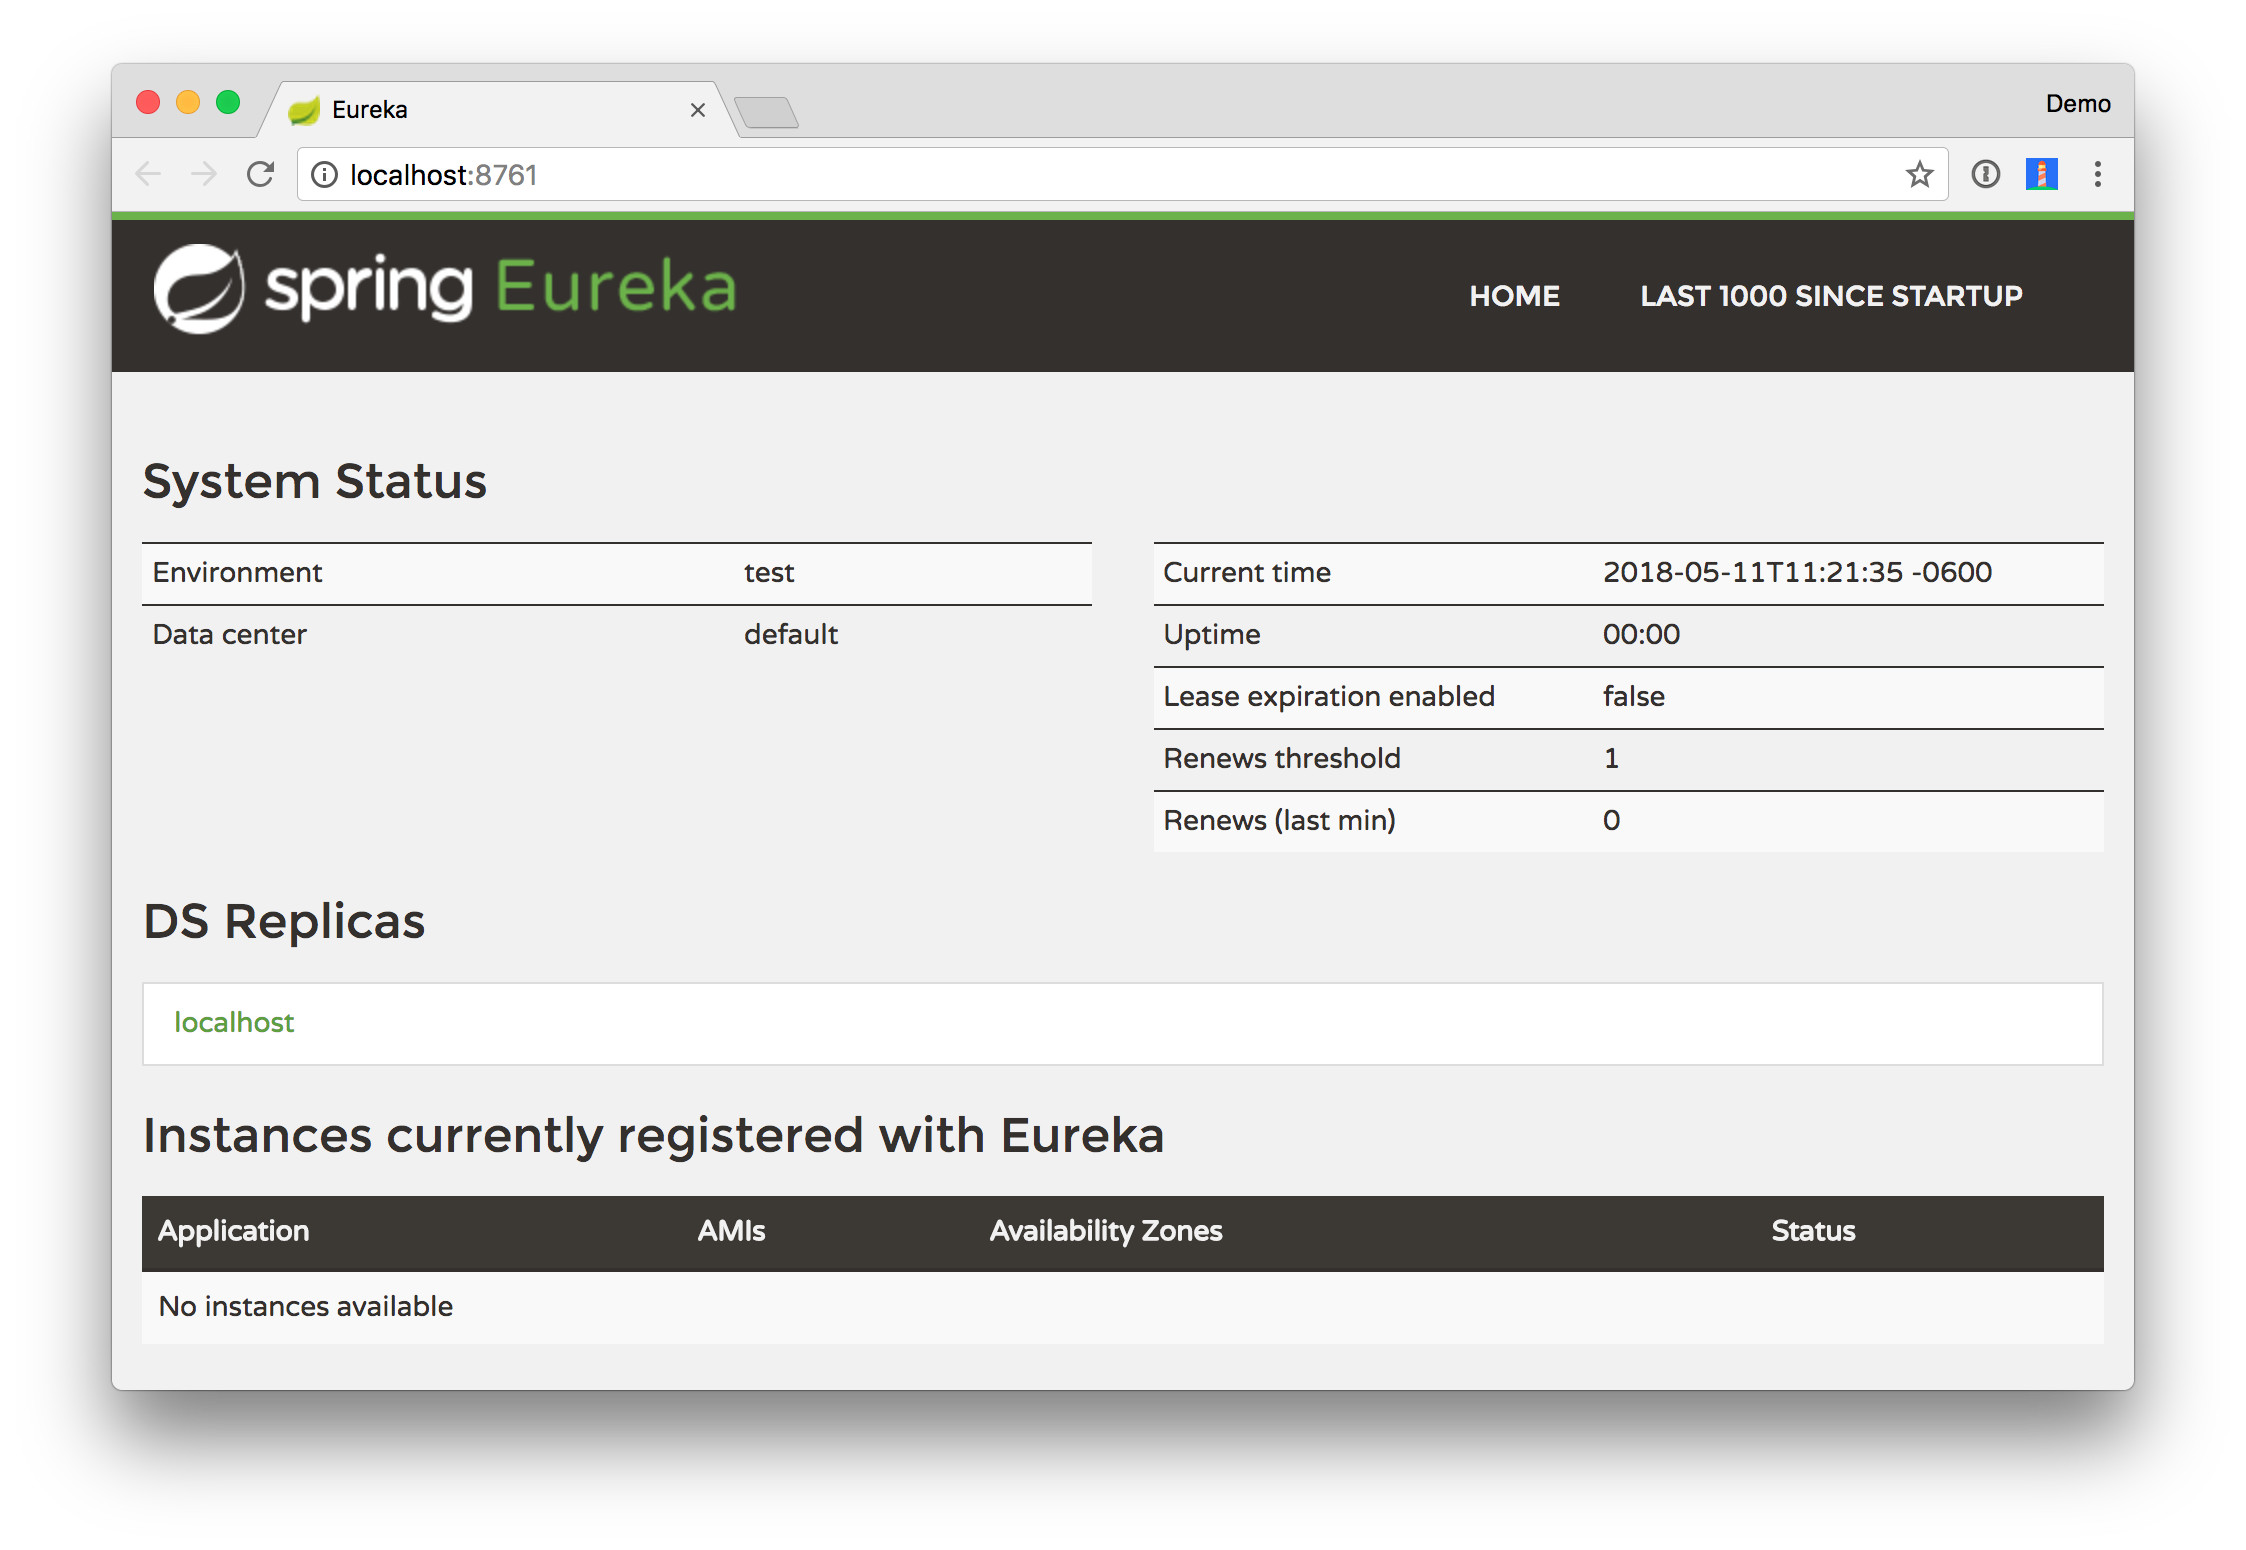 Eureka
Demo
localhost:8761
spring Eureka
HOME
LAST 1000 SINCE STARTUP
System Status
Environment test
Data center default
Current time 2018-05-11T11:21:35 -0600
Uptime 00:00
Lease expiration enabled false
Renews threshold 1
Renews (last min) 0
DS Replicas
localhost
Instances currently registered with Eureka
Application AMIs Availability Zones Status
No instances available